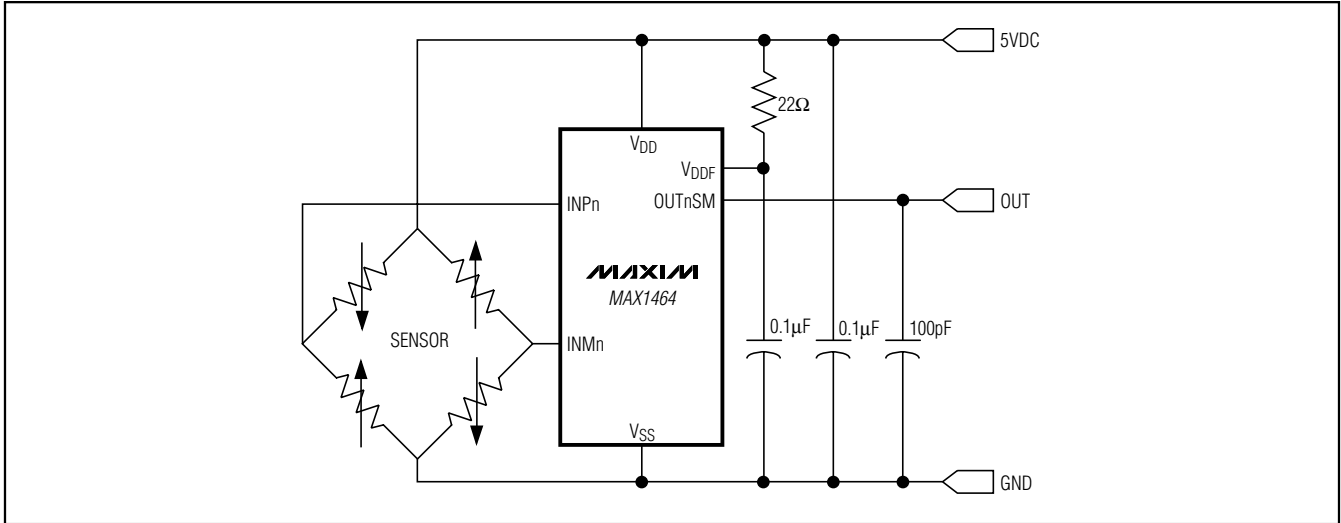 5VDC
22Ω
VDD
VDDF
INPn
OUTnSM
OUT
MAXIM
MAX1464
0.1µF
0.1µF
100pF
SENSOR
INMn
VSS
GND